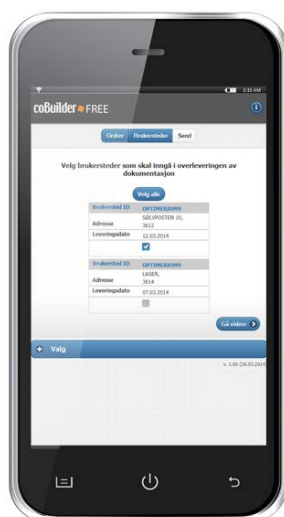 2:15 AM
coBuilder FREE
Ordrer Brukersteder Send
Velg brukersteder som skal inngå i overleveringen av
dokumentasjon
Velg alle
Brukersted ID OPTIMERA999
Adresse SØLVPOSTEN 10,
3612
Leveringsdato 12.03.2014
Brukersted ID OPTIMERA999
Adresse LAGER,
3614
Leveringsdato 07.03.2014
Gå videre
Valg
v. 1.00 (28.03.2014